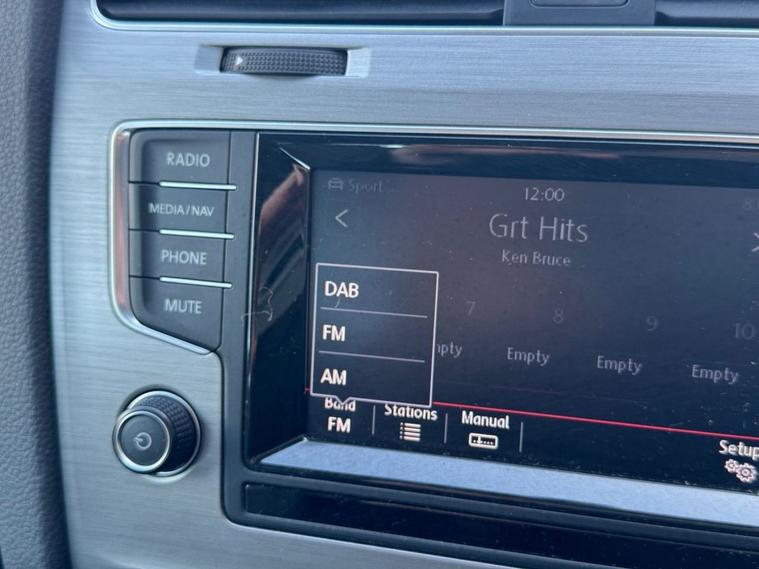 RADIO
MEDIA/NAV
PHONE
MUTE
Sport
12:00
Grt Hits
Ken Bruce
DAB
FM
AM
7
8
9
10
Empty
Empty
Empty
Band
FM
Stations
Manual
Setup